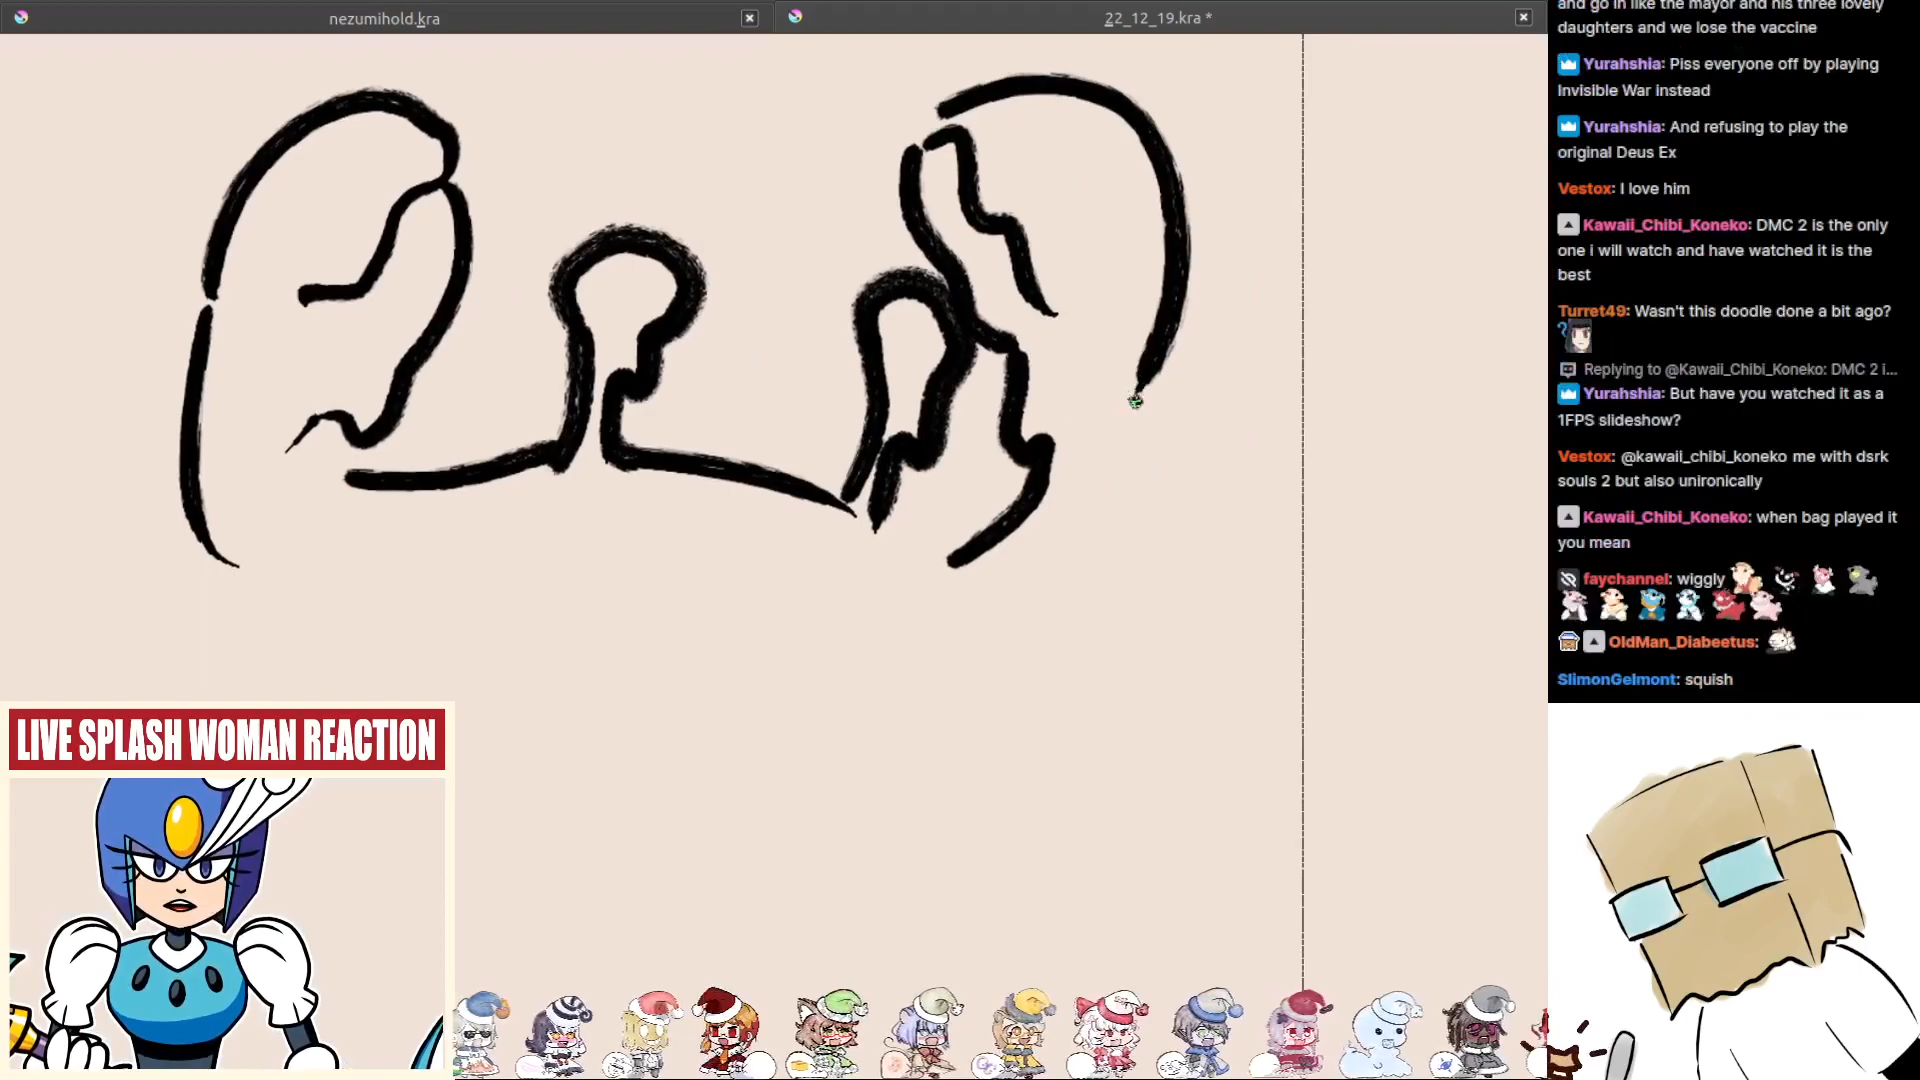 nezumihold.kra
22_12_19.kra *
and go in like the mayor and his three lovely
daughters and we lose the vaccine
Yurahshia: Piss everyone off by playing
Invisible War instead
Yurahshia: And refusing to play the
original Deus Ex
Vestox: I love him
Kawaii_Chibi_Koneko: DMC 2 is the only
one i will watch and have watched it is the
best
Turret49: Wasn't this doodle done a bit ago?
Replying to @Kawaii_Chibi_Koneko: DMC 2 i...
Yurahshia: But have you watched it as a
1FPS slideshow?
Vestox: @kawaii_chibi_koneko me with dsrk
souls 2 but also unironically
Kawaii_Chibi_Koneko: when bag played it
you mean
faychannel: wiggly
OldMan_Diabeetus:
SlimonGelmont: squish
LIVE SPLASH WOMAN REACTION